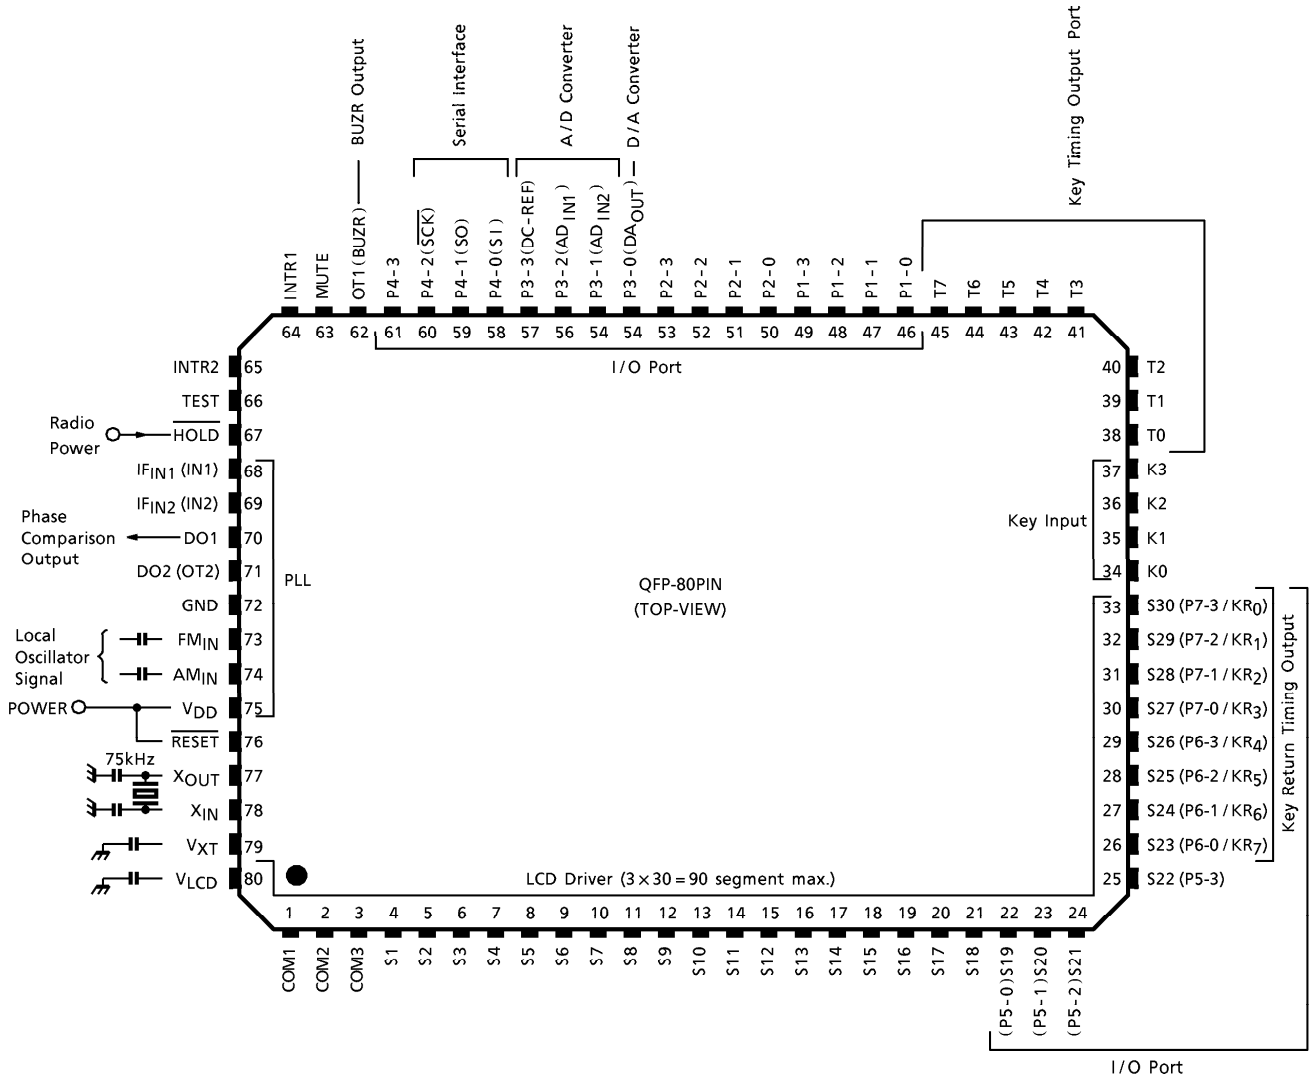 BUZR Output
Serial interface
A/D Converter
D/A Converter
Key Timing Output Port
INTR1
MUTE
OT1(BUZR)
P4-3
P4-2(SCK)
P4-1(SO)
P4-0(SI)
P3-3(DC-REF)
P3-2(ADIN1)
P3-1(ADIN2)
P3-0(DAOUT)
P2-3
P2-2
P2-1
P2-0
P1-3
P1-2
P1-1
P1-0
T7
T6
T5
T4
T3
64 63 62 61 60 59 58 57 56 54 54 53 52 51 50 49 48 47 46 45 44 43 42 41
I/O Port
INTR2 65
TEST 66
Radio
Power
HOLD 67
IFIN1 (IN1) 68
IFIN2 (IN2) 69
Phase
Comparison
Output
DO1 70
DO2 (OT2) 71
GND 72
Local
Oscillator
Signal
FMIN 73
AMIN 74
POWER
VDD 75
RESET 76
75kHz
XOUT 77
XIN 78
VXT 79
VLCD 80
PLL
QFP-80PIN
(TOP-VIEW)
Key Input
40 T2
39 T1
38 T0
37 K3
36 K2
35 K1
34 K0
33 S30 (P7-3 / KR0)
32 S29 (P7-2 / KR1)
31 S28 (P7-1 / KR2)
30 S27 (P7-0 / KR3)
29 S26 (P6-3 / KR4)
28 S25 (P6-2 / KR5)
27 S24 (P6-1 / KR6)
26 S23 (P6-0 / KR7)
25 S22 (P5-3)
Key Return Timing Output
LCD Driver (3×30=90 segment max.)
1 2 3 4 5 6 7 8 9 10 11 12 13 14 15 16 17 18 19 20 21 22 23 24
COM1
COM2
COM3
S1
S2
S3
S4
S5
S6
S7
S8
S9
S10
S11
S12
S13
S14
S15
S16
S17
S18
(P5-0)S19
(P5-1)S20
(P5-2)S21
I/O Port